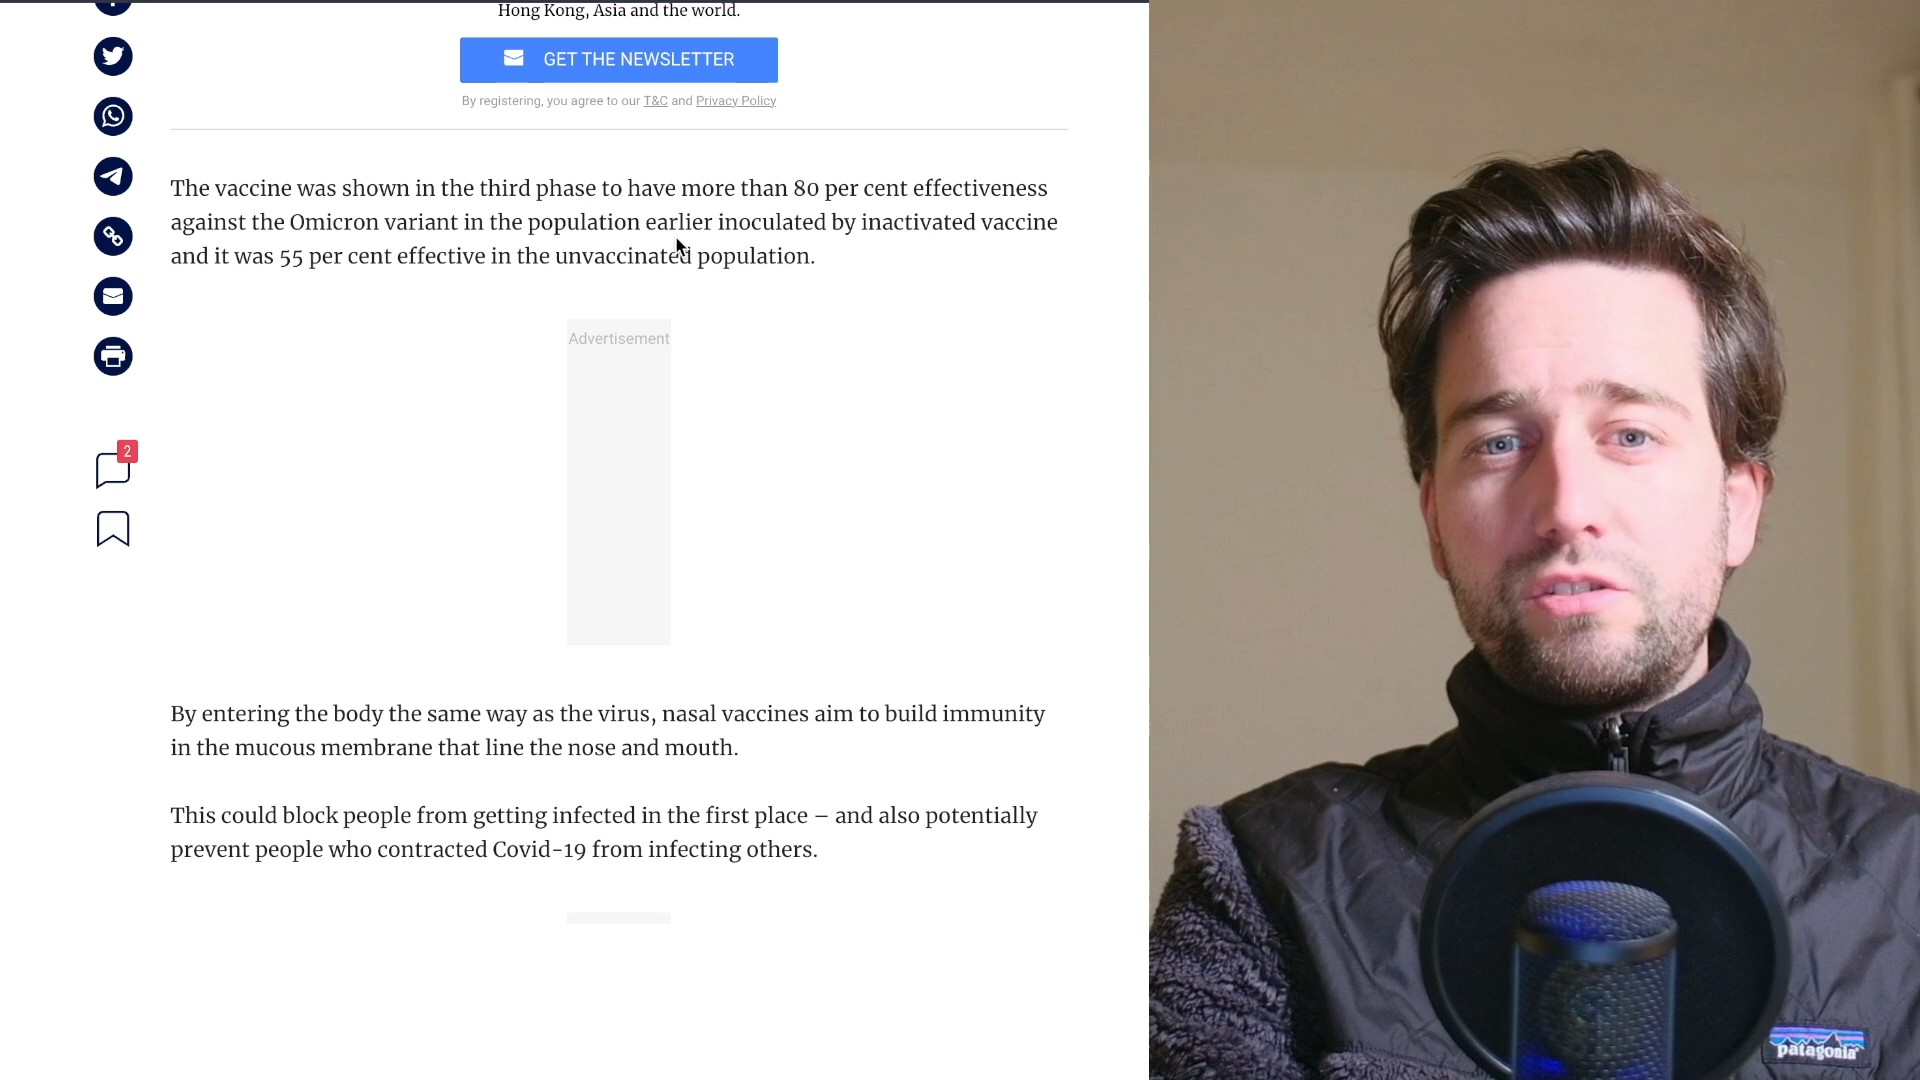 Hong Kong, Asia and the world.
GET THE NEWSLETTER
By registering, you agree to our T&C and Privacy Policy
The vaccine was shown in the third phase to have more than 80 per cent effectiveness
against the Omicron variant in the population earlier inoculated by inactivated vaccine
and it was 55 per cent effective in the unvaccinated population.
Advertisement
2
By entering the body the same way as the virus, nasal vaccines aim to build immunity
in the mucous membrane that line the nose and mouth.
This could block people from getting infected in the first place – and also potentially
prevent people who contracted Covid-19 from infecting others.
patagonia